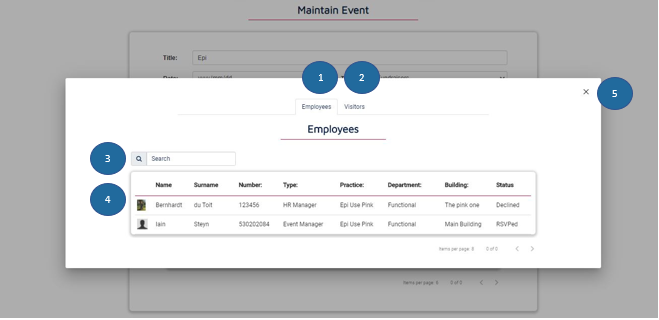 Maintain Event
Title: Epi
1 2
5
Employees Visitors
Employees
3 Search
4
Name Surname Number: Type: Practice: Department: Building: Status
Bernhardt du Toit 123456 HR Manager Epi Use Pink Functional The pink one Declined
Iain Steyn 530202084 Event Manager Epi Use Pink Functional Main Building RSVPed
Items per page: 6 0 of 0
Items per page: 6 0 of 0